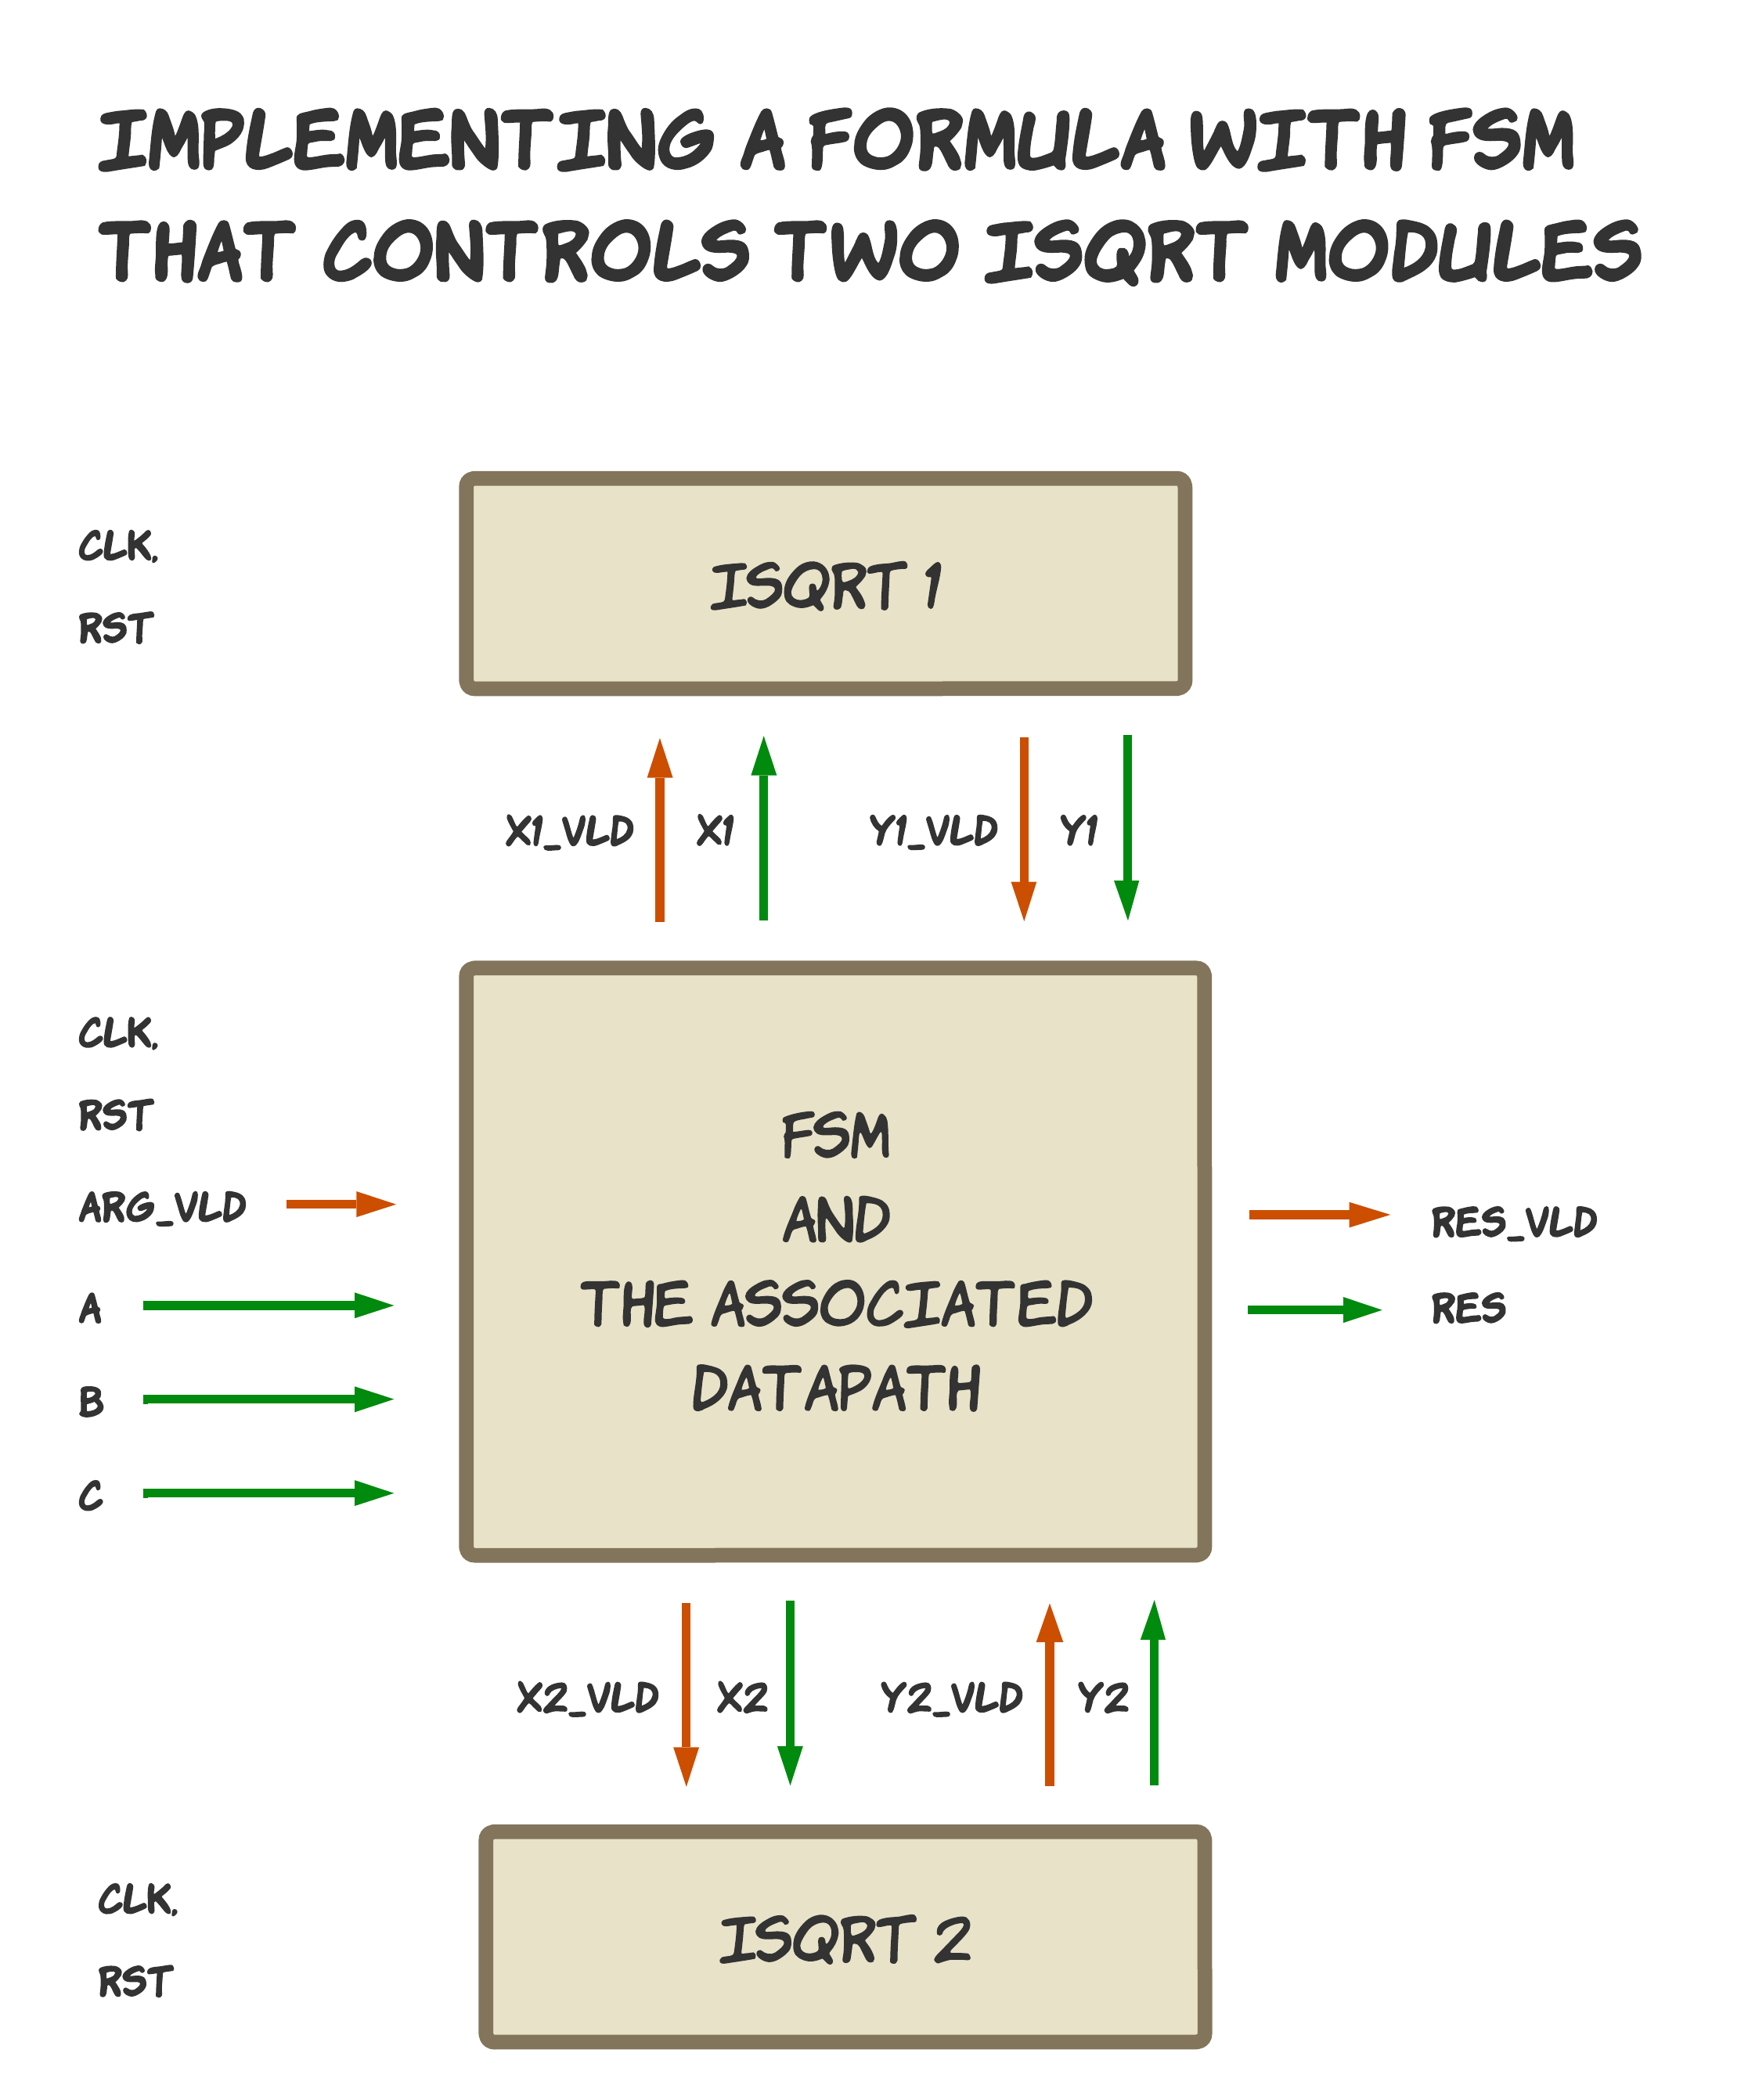 IMPLEMENTING A FORMULA WITH FSM
THAT CONTROLS TWO ISQRT MODULES
CLK,
RST
ISQRT 1
X1_VLD
X1
Y1_VLD
Y1
CLK,
RST
ARG_VLD
A
B
C
FSM
AND
THE ASSOCIATED
DATAPATH
RES_VLD
RES
X2_VLD
X2
Y2_VLD
Y2
CLK,
RST
ISQRT 2